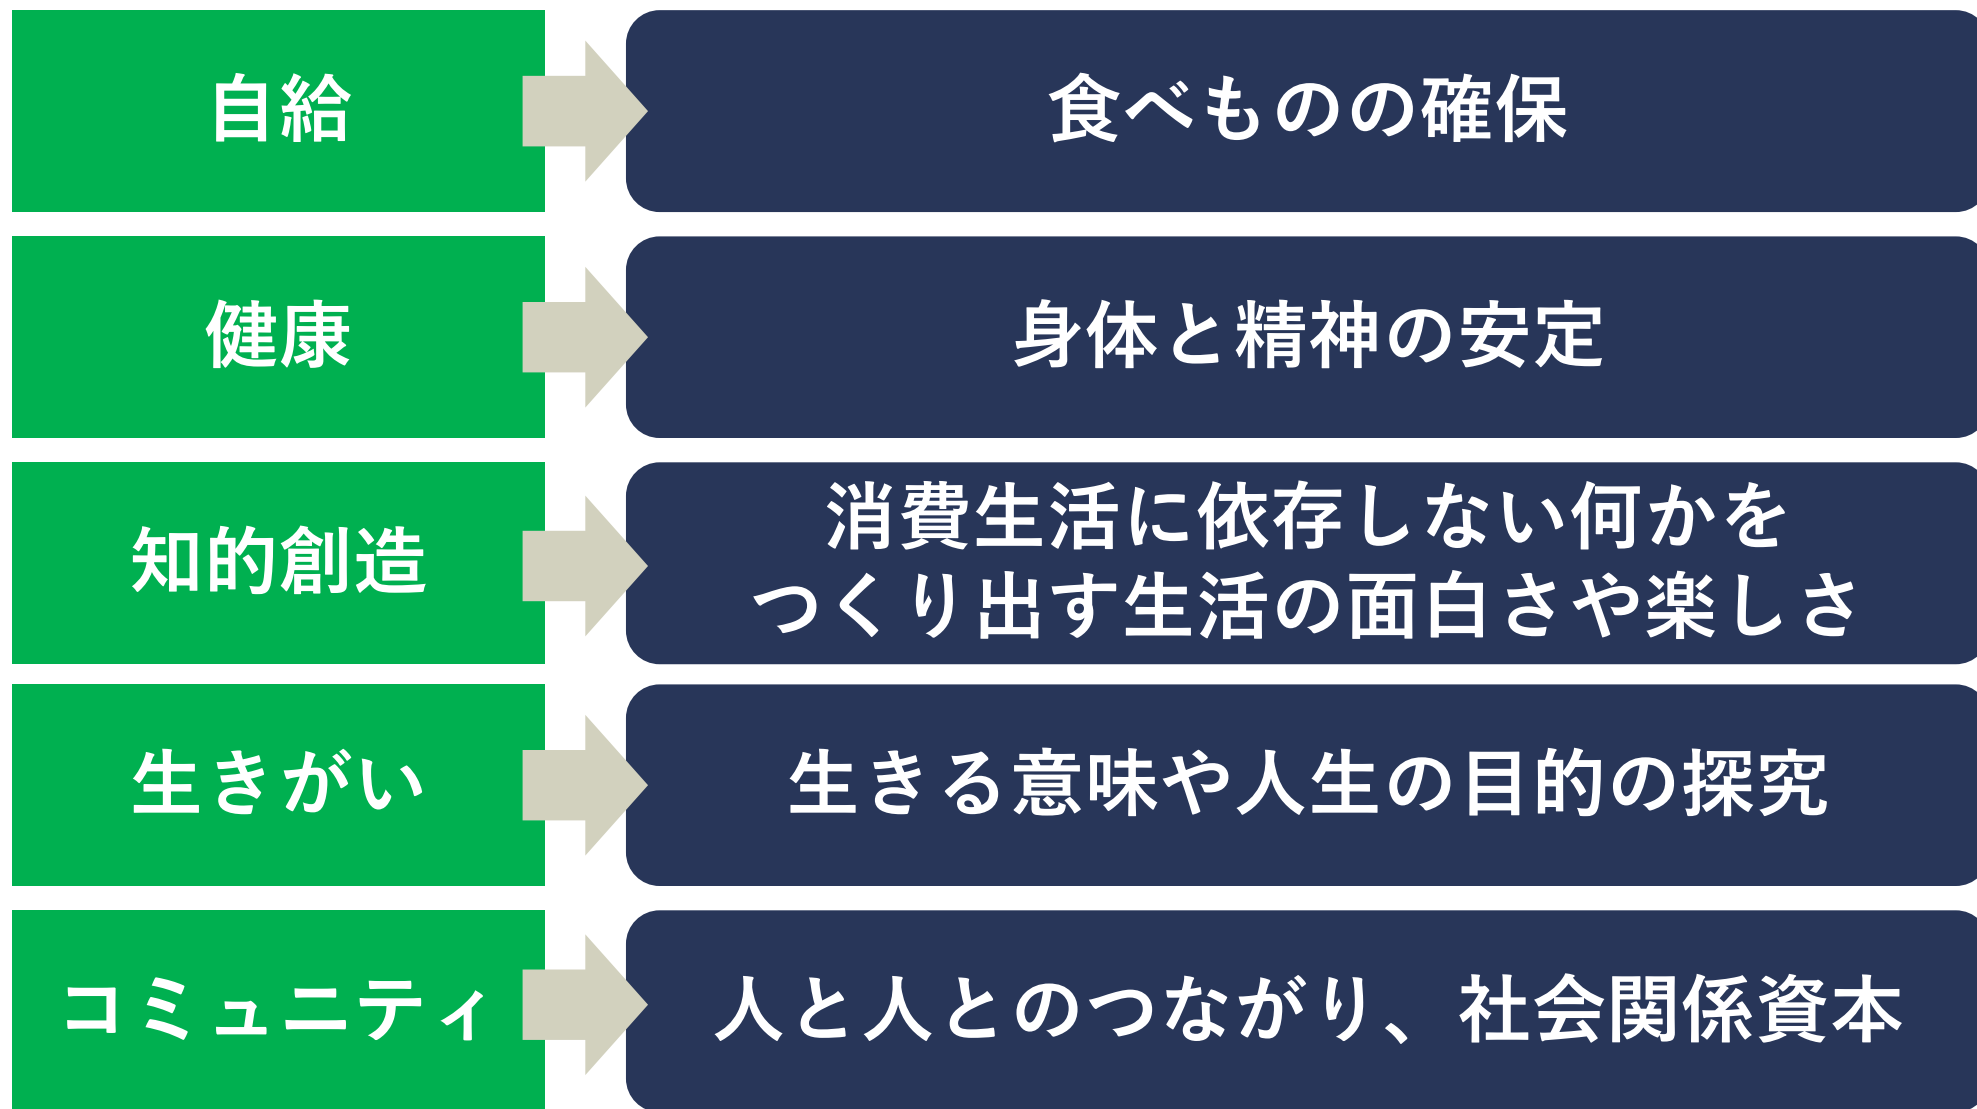 自給
食べものの確保
健康
身体と精神の安定
知的創造
消費生活に依存しない何かを
つくり出す生活の面白さや楽しさ
生きがい
生きる意味や人生の目的の探究
コミュニティ
人と人とのつながり、社会関係資本